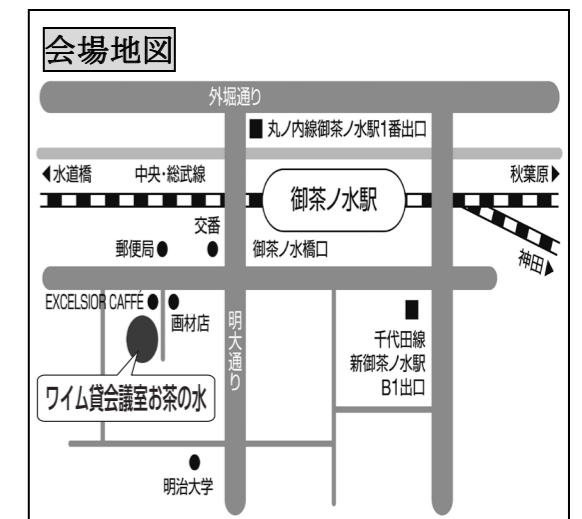 会場地図
外堀通り
■丸ノ内線御茶ノ水駅1番出口
◀水道橋
中央・総武線
秋葉原▶
御茶ノ水駅
交番
郵便局●
御茶ノ水橋口
神田▶
EXCELSIOR CAFFÉ●
画材店
明大通り
千代田線
新御茶ノ水駅
B1出口
ワイム貸会議室お茶の水
明治大学